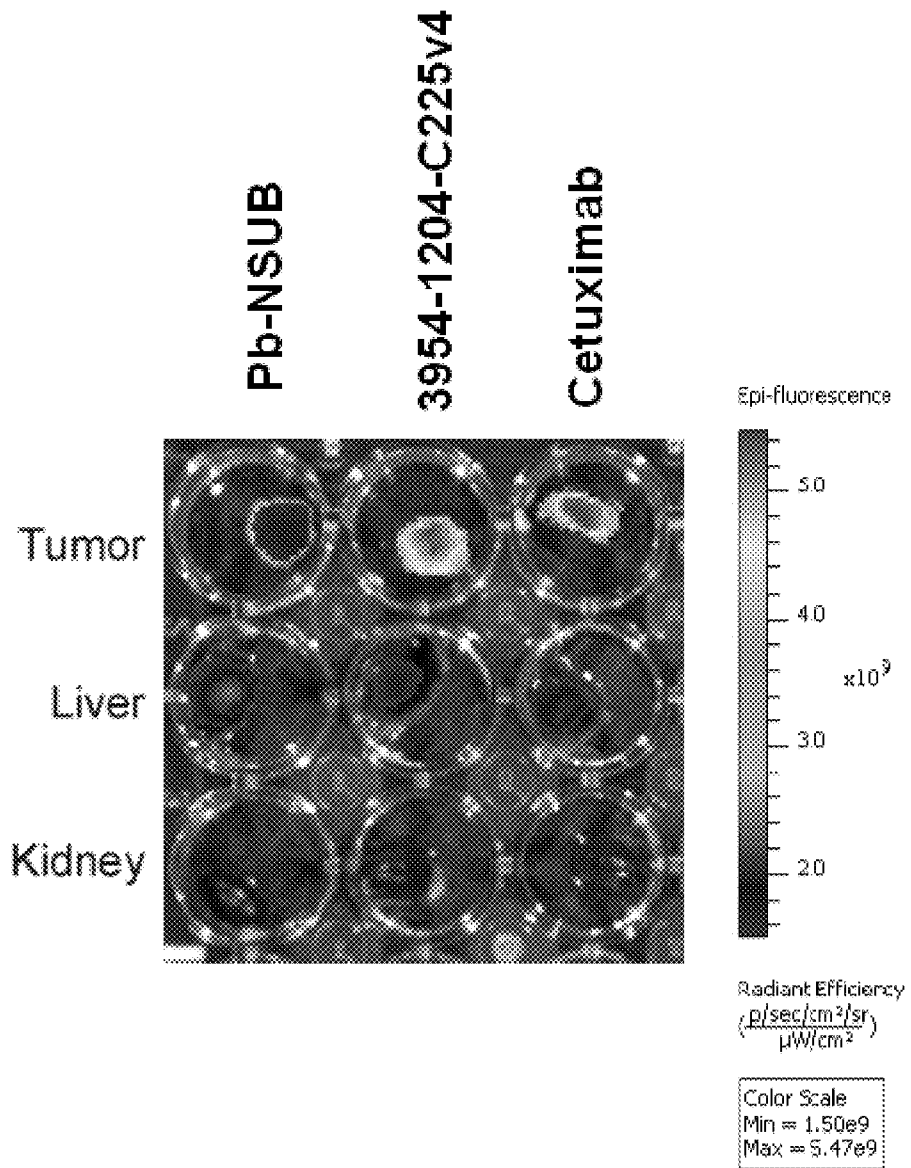 Pb-NSUB
3954-1204-C225v4
Cetuximab
Epi-fluorescence
Tumor
Liver
Kidney
5.0
4.0
3.0
2.0
x10⁹
Radiant Efficiency
(p/sec/cm²/sr
µW/cm²)
Color Scale
Min = 1.50e9
Max = 5.47e9